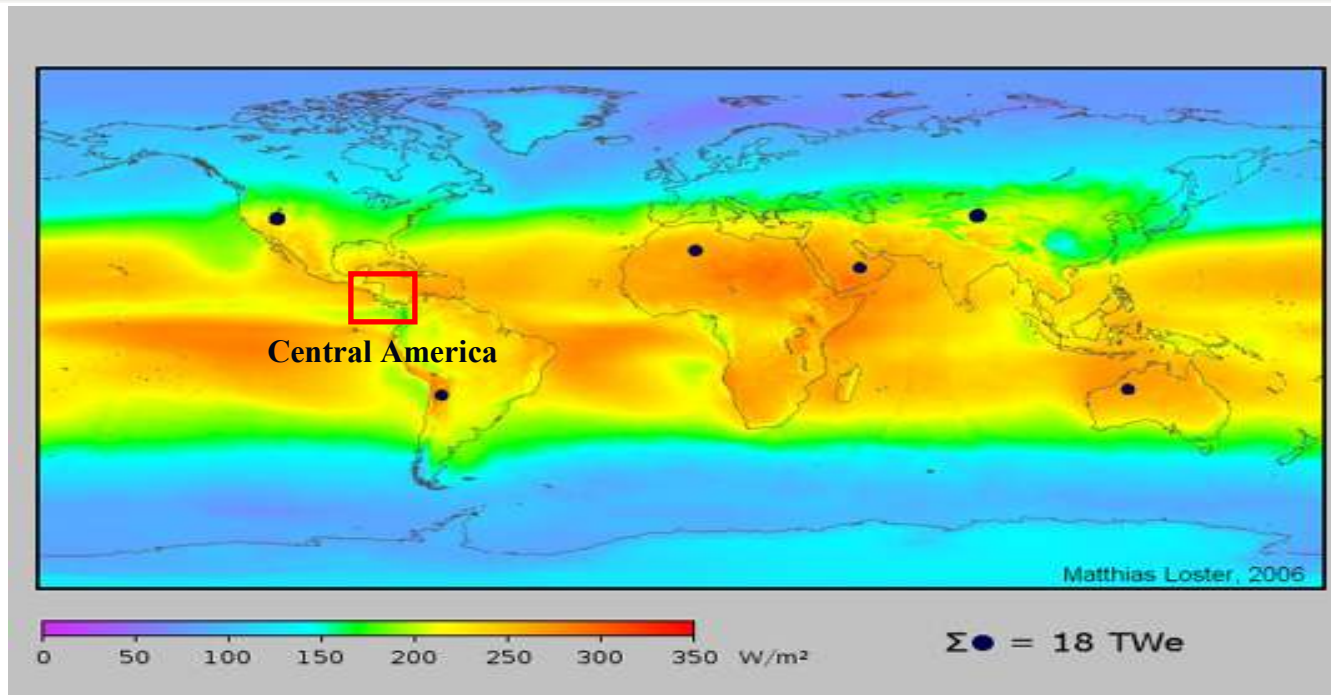 Central America
Matthias Loster, 2006
0 50 100 150 200 250 300 350 W/m²
Σ● = 18 TWe